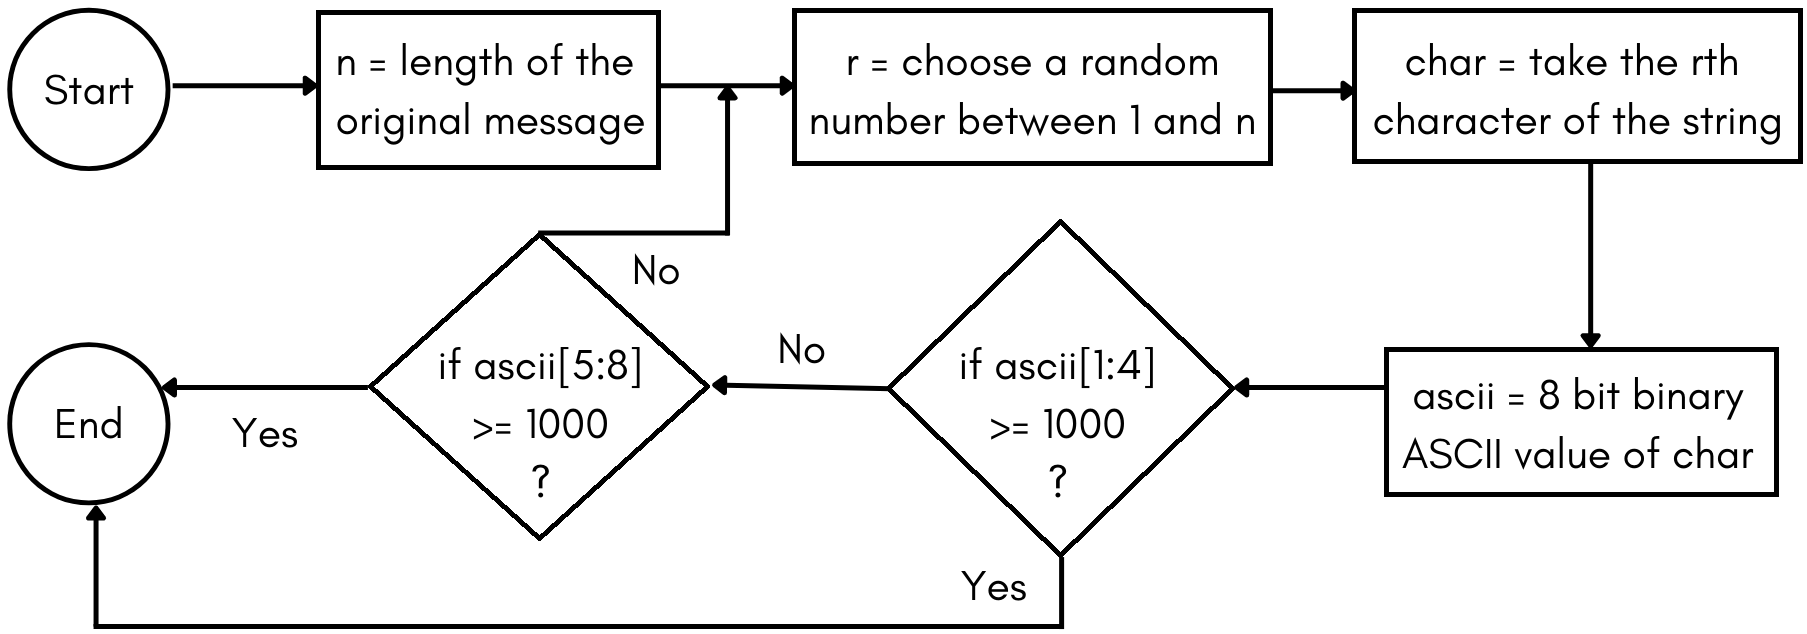 Start
n = length of the
original message
r = choose a random
number between 1 and n
char = take the rth
character of the string
ascii = 8 bit binary
ASCII value of char
if ascii[1:4]
>= 1000
?
Yes
No
if ascii[5:8]
>= 1000
?
No
Yes
End